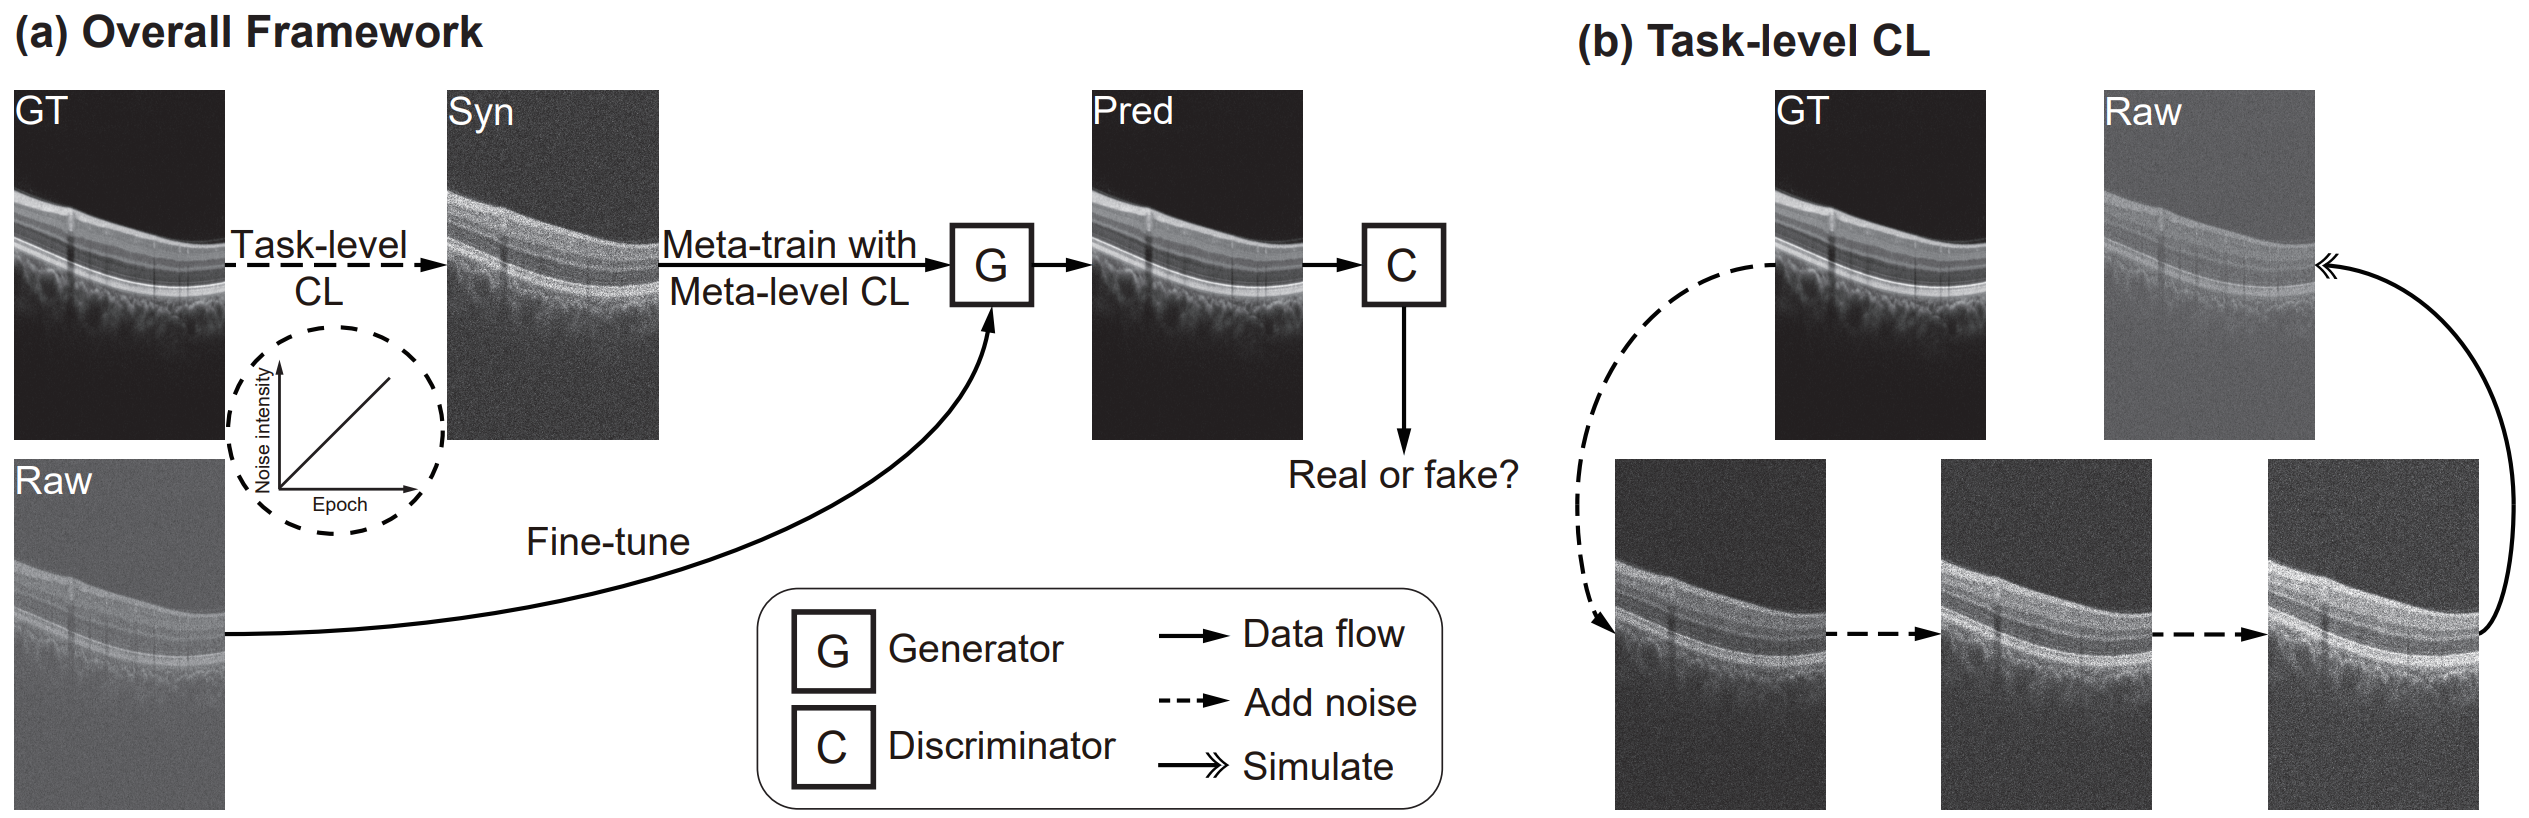 (a) Overall Framework
GT
Syn
Pred
Task-level
CL
Meta-train with
Meta-level CL
G
C
Noise intensity
Epoch
Real or fake?
Raw
Fine-tune
G Generator
C Discriminator
Data flow
Add noise
Simulate
(b) Task-level CL
GT
Raw